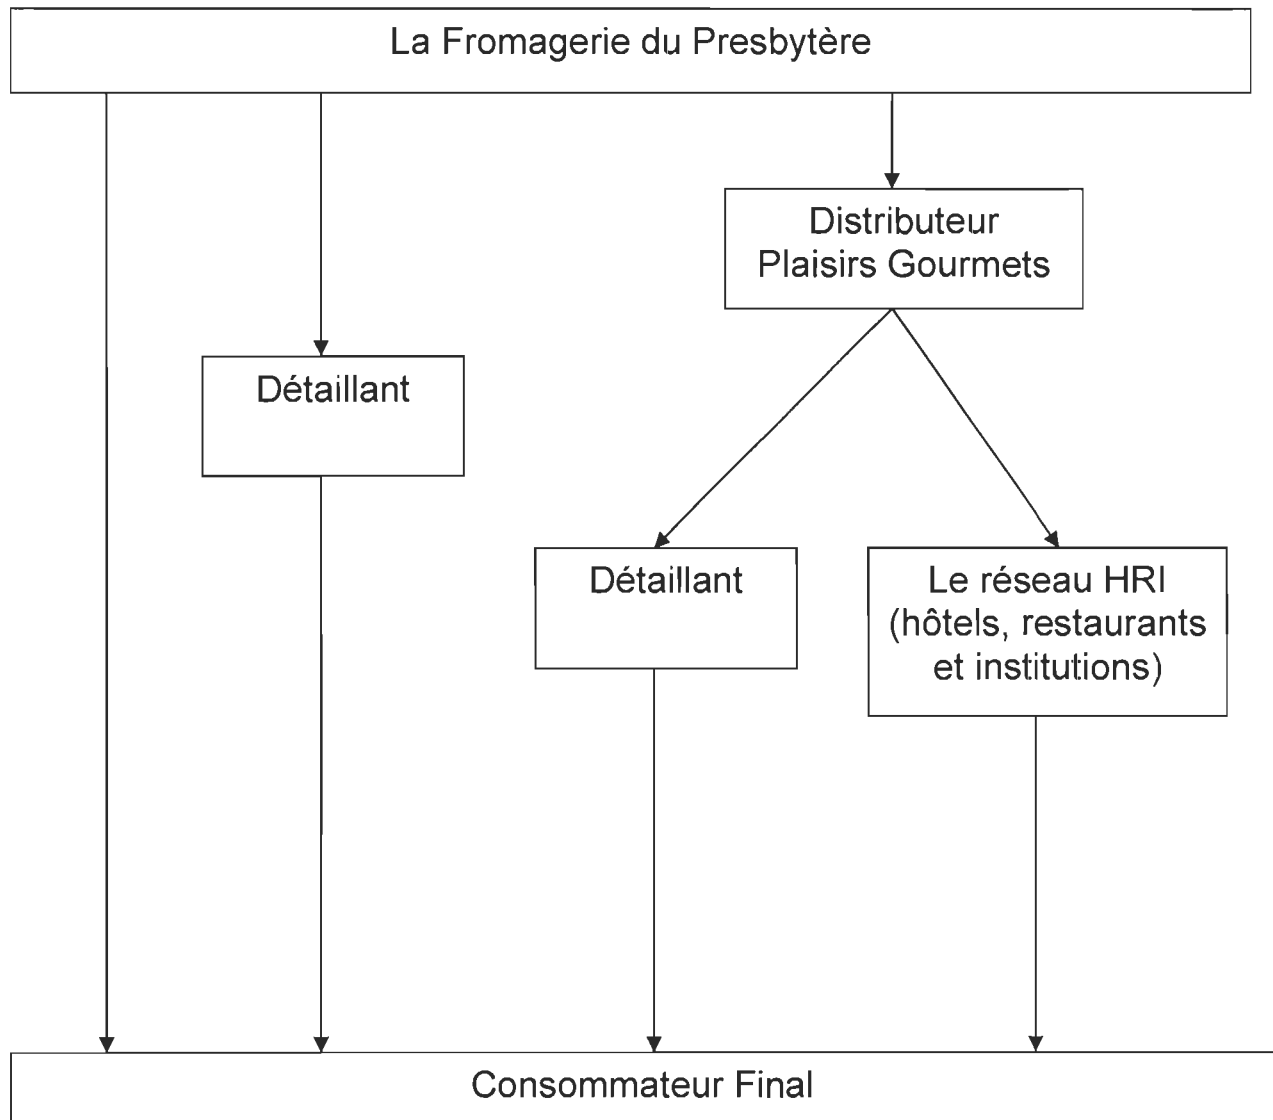 La Fromagerie du Presbytère
Distributeur
Plaisirs Gourmets
Détaillant
Détaillant
Le réseau HRI
(hôtels, restaurants
et institutions)
Consommateur Final